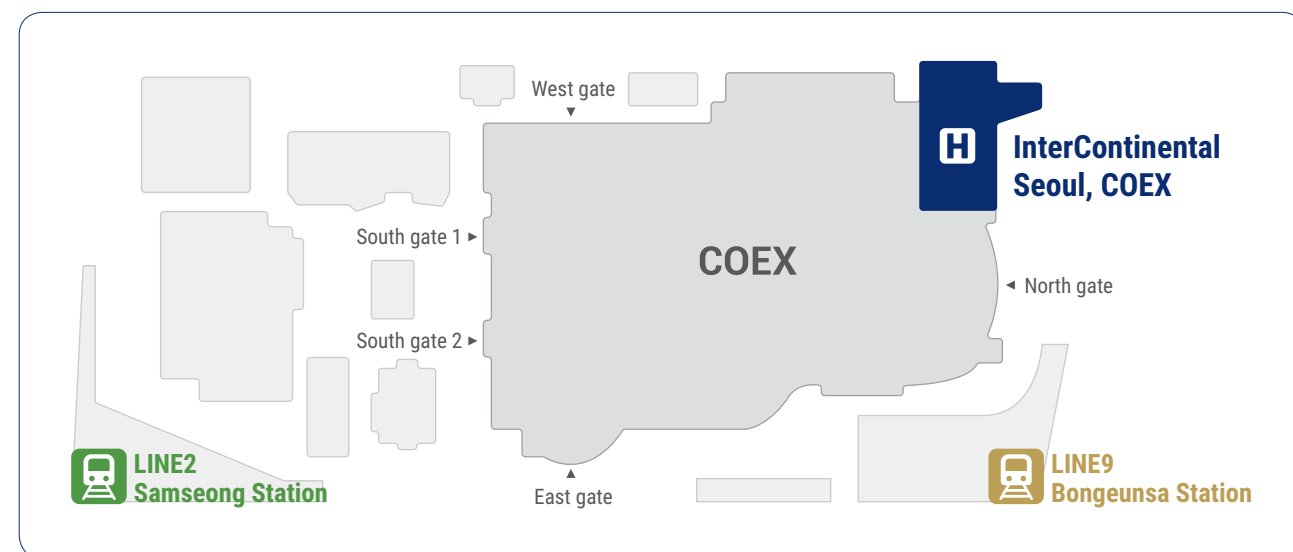 West gate
H
InterContinental
Seoul, COEX
South gate 1
COEX
North gate
South gate 2
LINE2
Samseong Station
East gate
LINE9
Bongeunsa Station